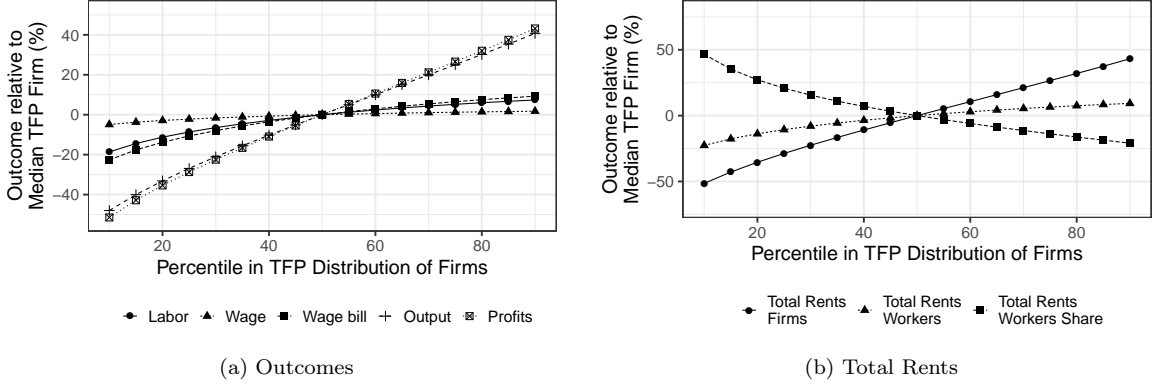 Outcome relative to
Median TFP Firm (%)
40
20
0
−20
−40
20
40
60
80
Percentile in TFP Distribution of Firms
Labor
Wage
Wage bill
Output
Profits
(a) Outcomes
Outcome relative to
Median TFP Firm (%)
50
0
−50
20
40
60
80
Percentile in TFP Distribution of Firms
Total Rents
Firms
Total Rents
Workers
Total Rents
Workers Share
(b) Total Rents